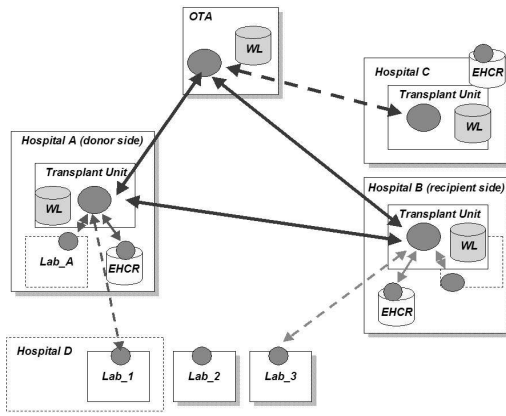 OTA
WL
Hospital C
EHCR
Transplant Unit
WL
Hospital A (donor side)
Transplant Unit
WL
Lab_A
EHCR
Hospital B (recipient side)
Transplant Unit
WL
EHCR
Hospital D
Lab_1
Lab_2
Lab_3